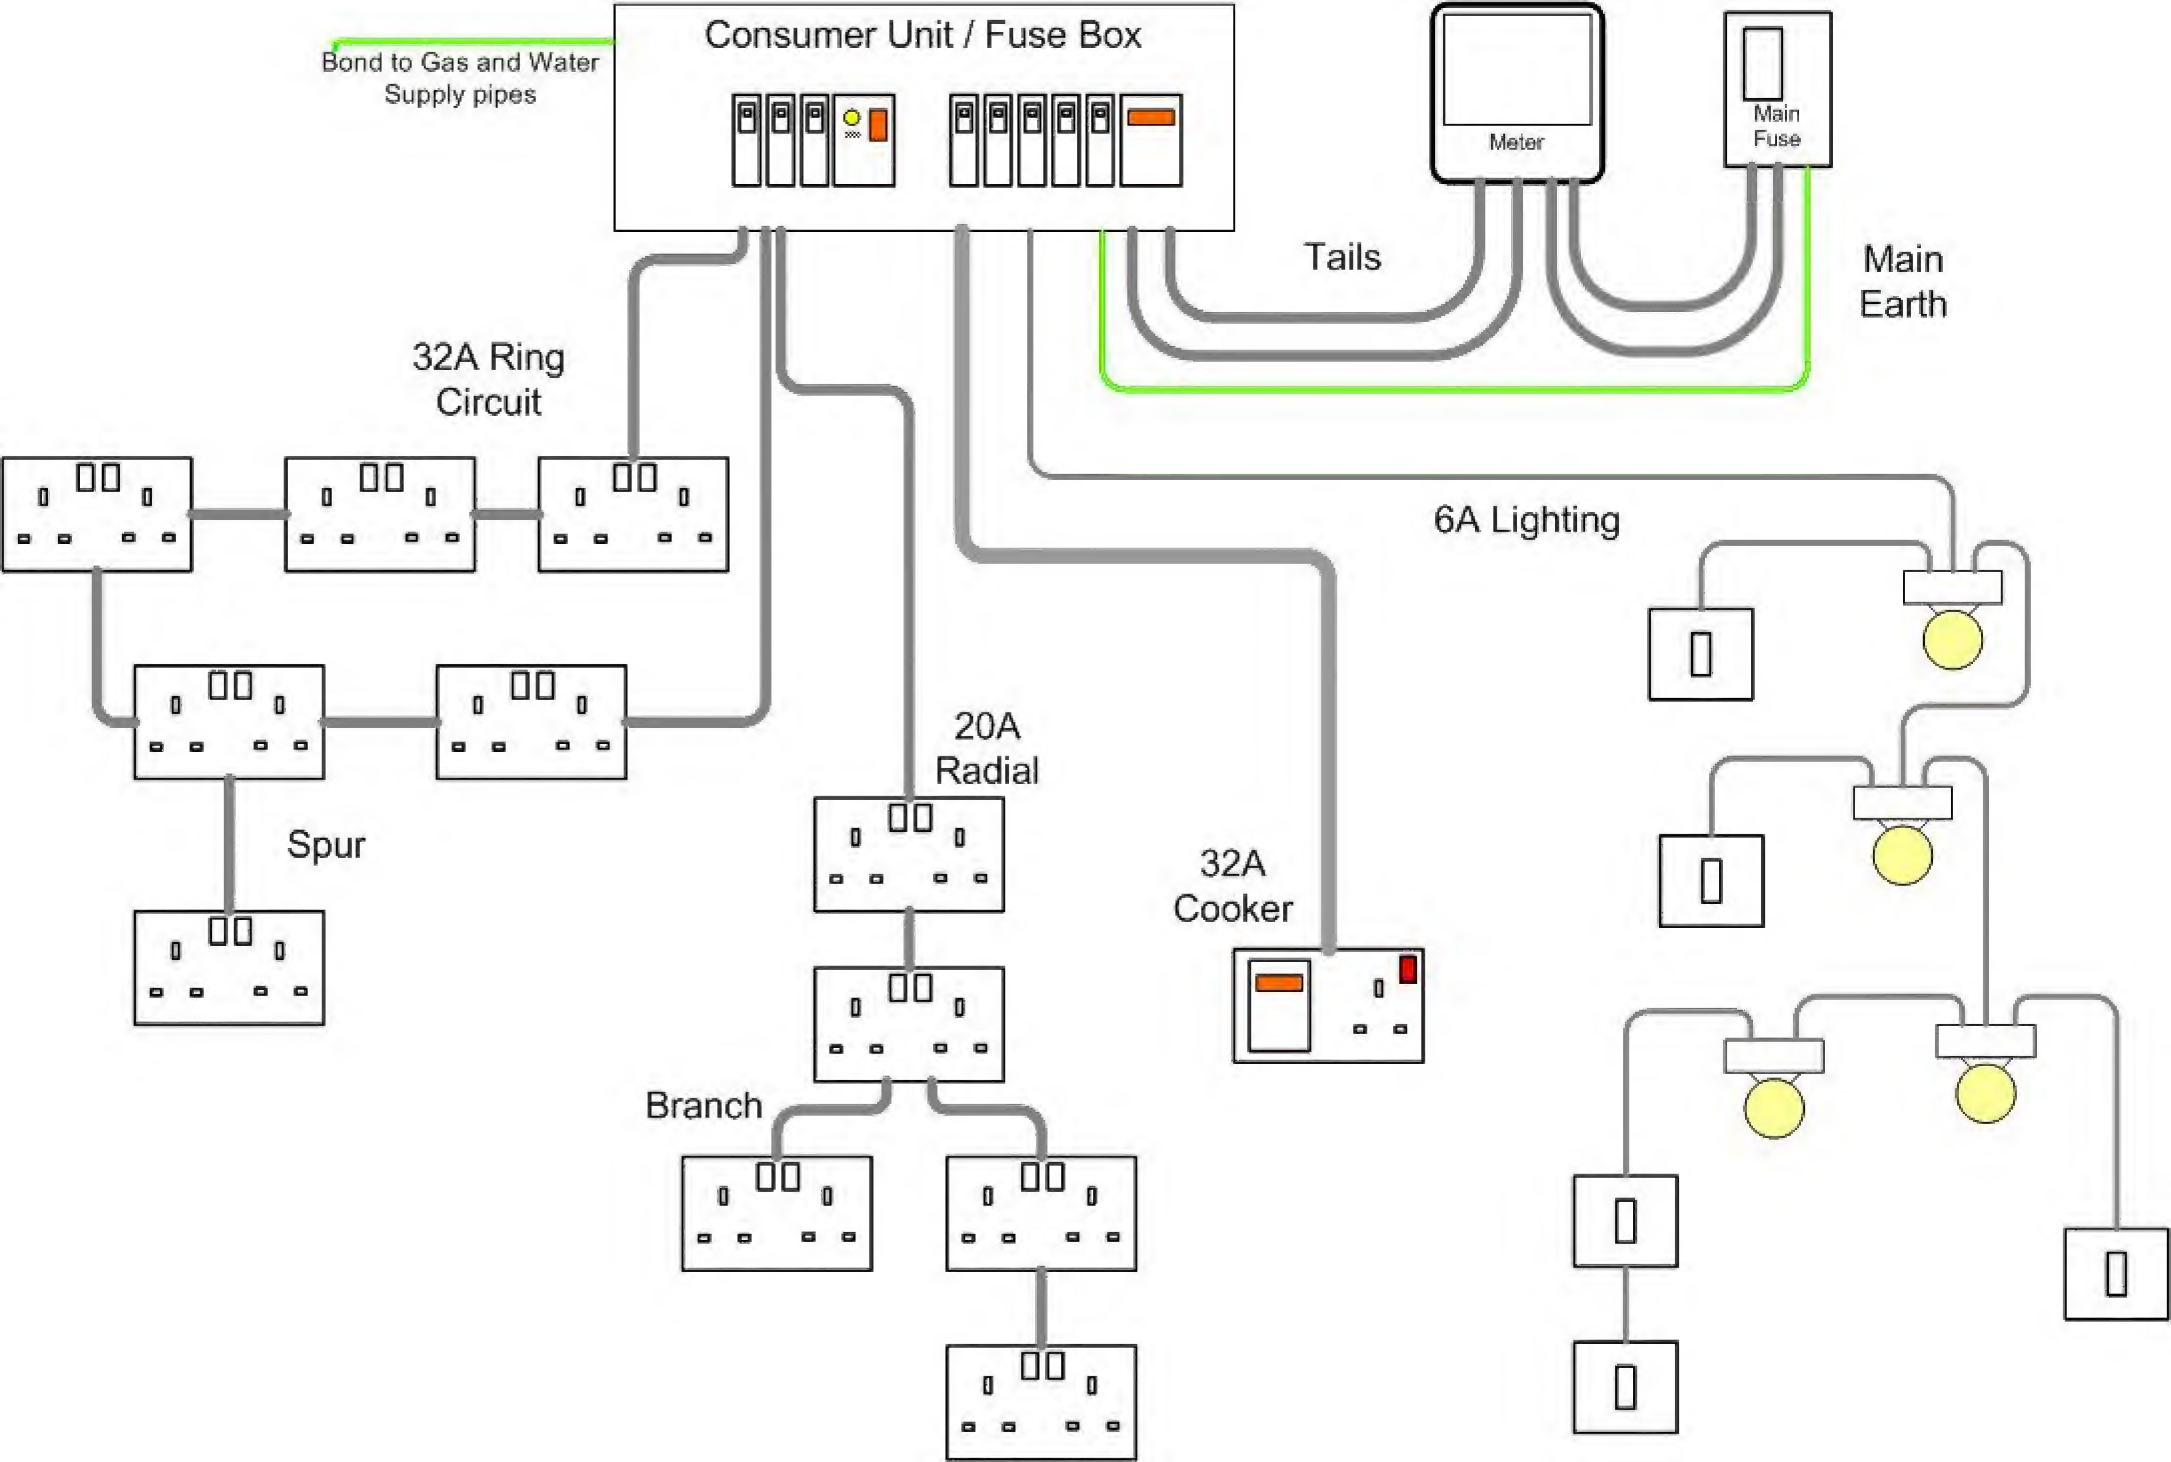 Consumer Unit / Fuse Box
Bond to Gas and Water
Supply pipes
Meter
Main
Fuse
Tails
Main
Earth
32A Ring
Circuit
6A Lighting
20A
Radial
Spur
32A
Cooker
Branch